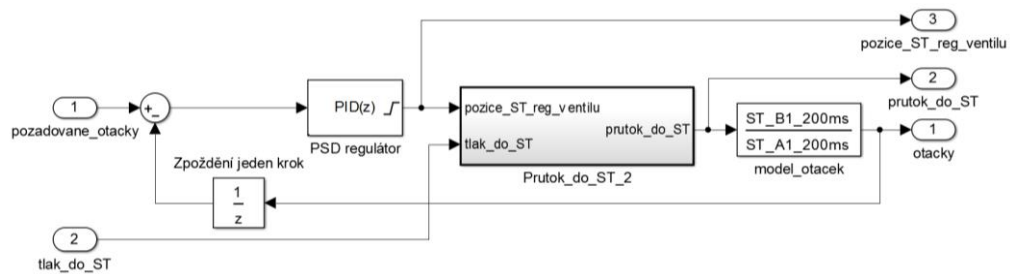 3
pozice_ST_reg_ventilu
2
prutok_do_ST
1
pozadovane_otacky
+
−
PID(z)
PSD regulátor
pozice_ST_reg_ventilu
tlak_do_ST
prutok_do_ST
Prutok_do_ST_2
ST_B1_200ms
ST_A1_200ms
model_otacek
1
otacky
Zpoždění jeden krok
1
z
2
tlak_do_ST